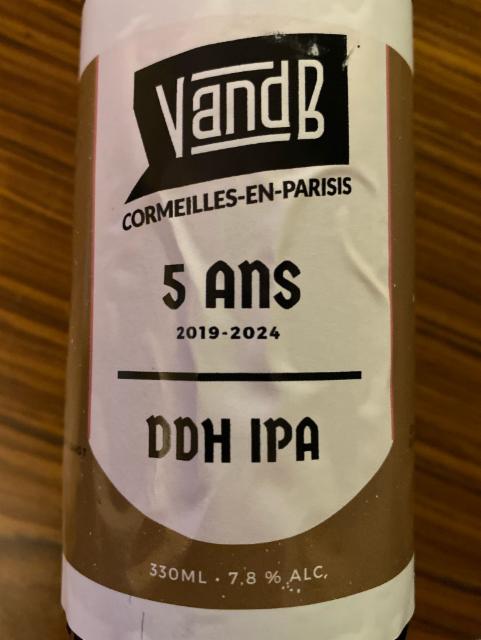 VandB
CORMEILLES-EN-PARISIS
5 ANS
2019-2024
DDH IPA
330ML · 7,8 % ALC,